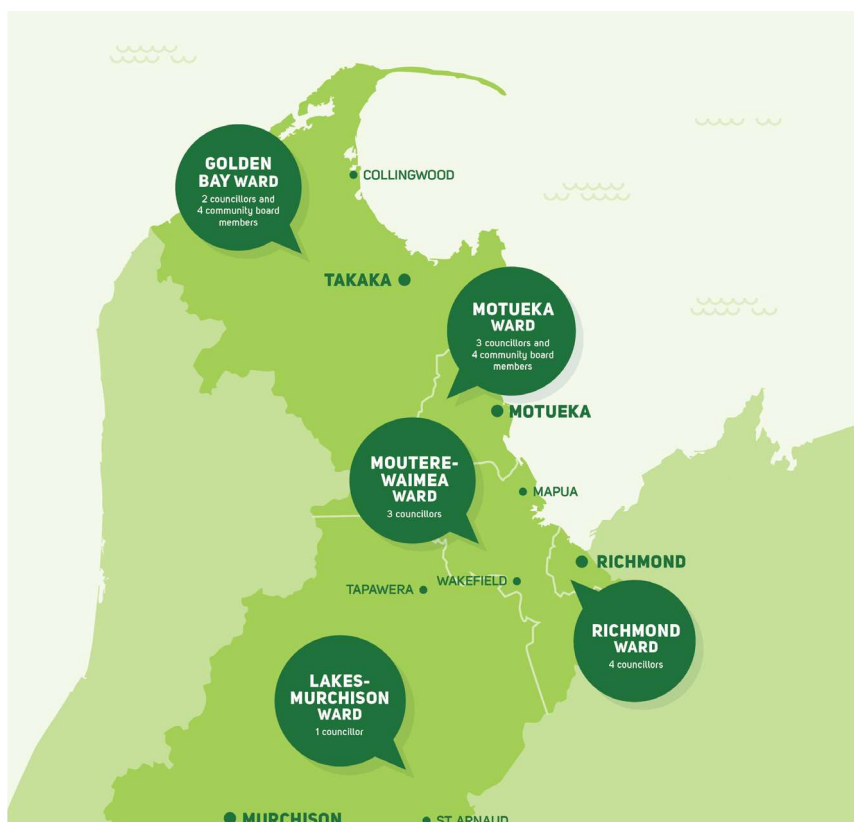 GOLDEN
BAY WARD
2 councillors and
4 community board
members
COLLINGWOOD
TAKAKA
MOTUEKA
WARD
3 councillors and
4 community board
members
MOTUEKA
MOUTERE-
WAIMEA
WARD
3 councillors
MAPUA
RICHMOND
TAPAWERA
WAKEFIELD
RICHMOND
WARD
4 councillors
LAKES-
MURCHISON
WARD
1 councillor
MURCHISON
ST ARNAUD